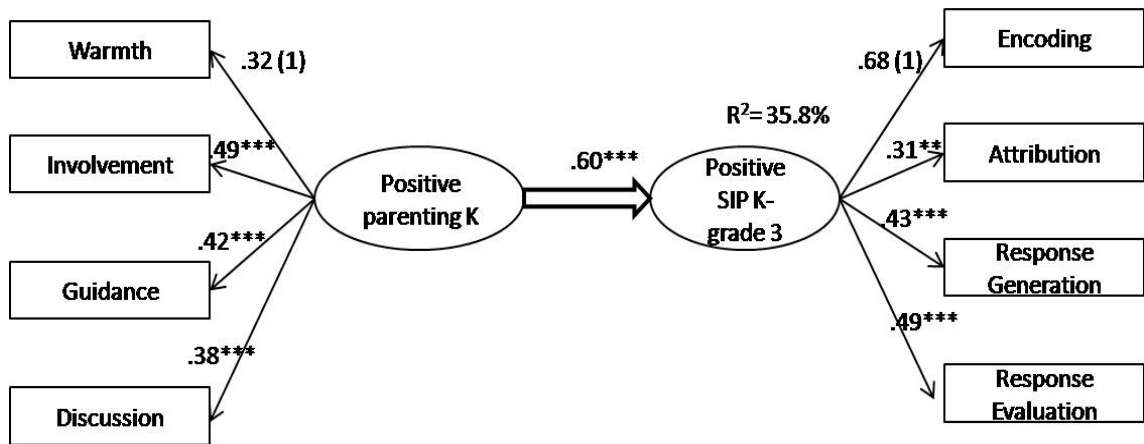 Warmth
.32 (1)
Involvement
.49***
Guidance
.42***
Discussion
.38***
Positive
parenting K
.60***
R²= 35.8%
Positive
SIP K-
grade 3
.68 (1)
Encoding
.31**
Attribution
.43***
Response
Generation
.49***
Response
Evaluation